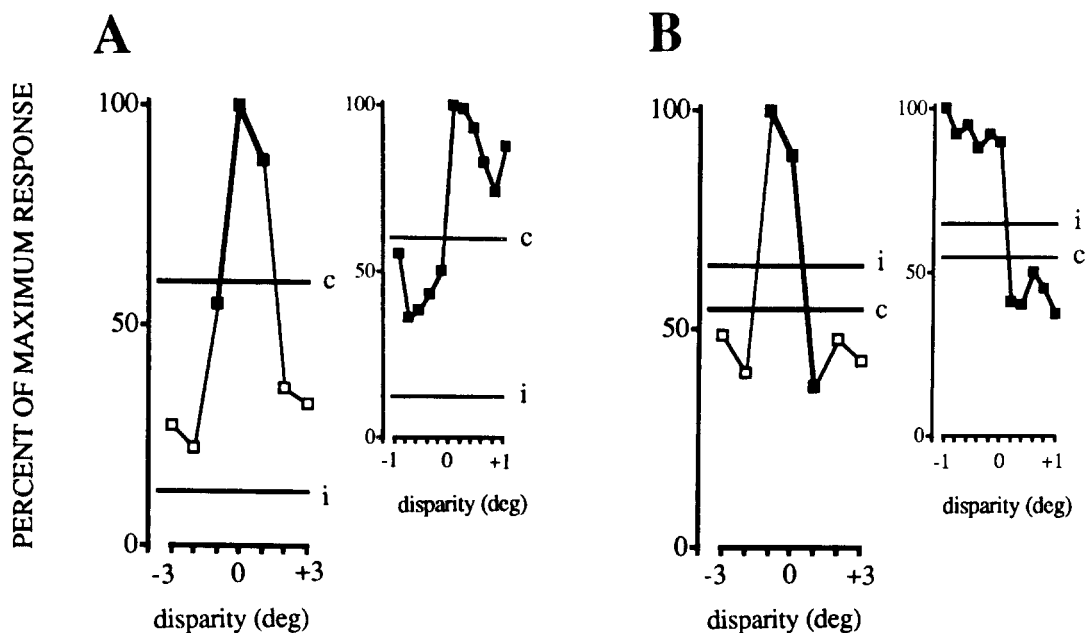 A
B
PERCENT OF MAXIMUM RESPONSE
100
50
0
c
i
-3
0
+3
disparity (deg)
100
50
0
c
i
-1
0
+1
disparity (deg)
100
50
0
i
c
-3
0
+3
disparity (deg)
100
50
0
i
c
-1
0
+1
disparity (deg)